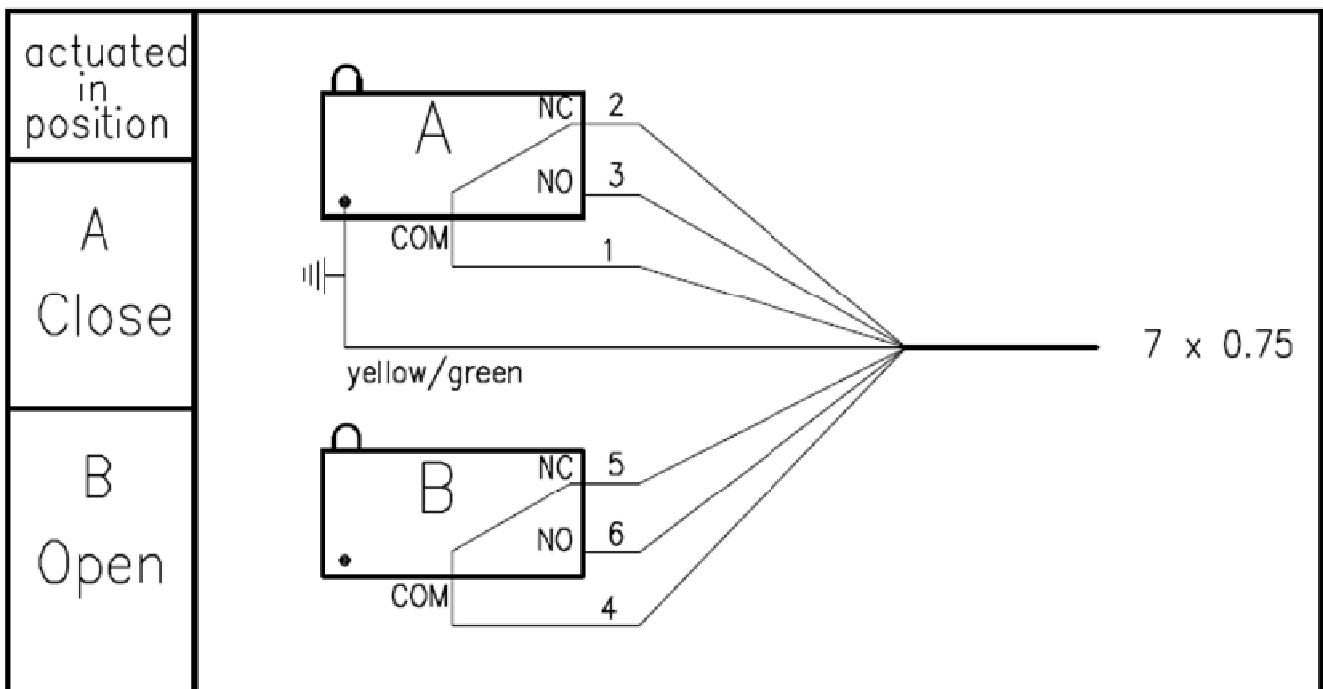 actuated
in
position
A
Close
B
Open
A
NC 2
NO 3
COM
1
yellow/green
7 x 0.75
B
NC 5
NO 6
COM
4